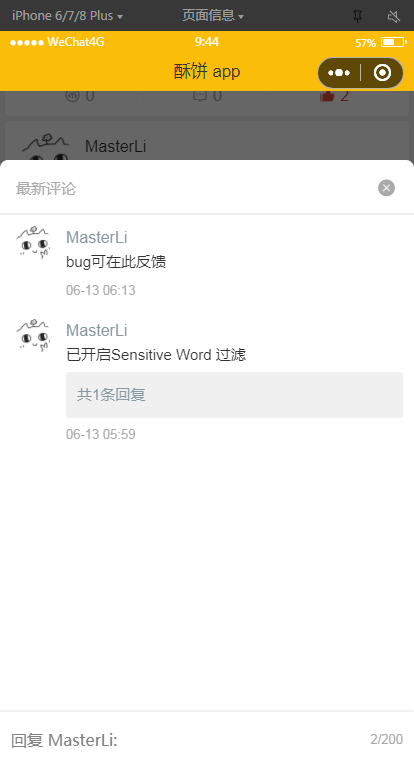 iPhone 6/7/8 Plus 页面信息
WeChat4G 9:44 57%
酥饼 app
0 0 2
MasterLi
最新评论
MasterLi
bug可在此反馈
06-13 06:13
MasterLi
已开启Sensitive Word 过滤
共1条回复
06-13 05:59
回复 MasterLi: 2/200